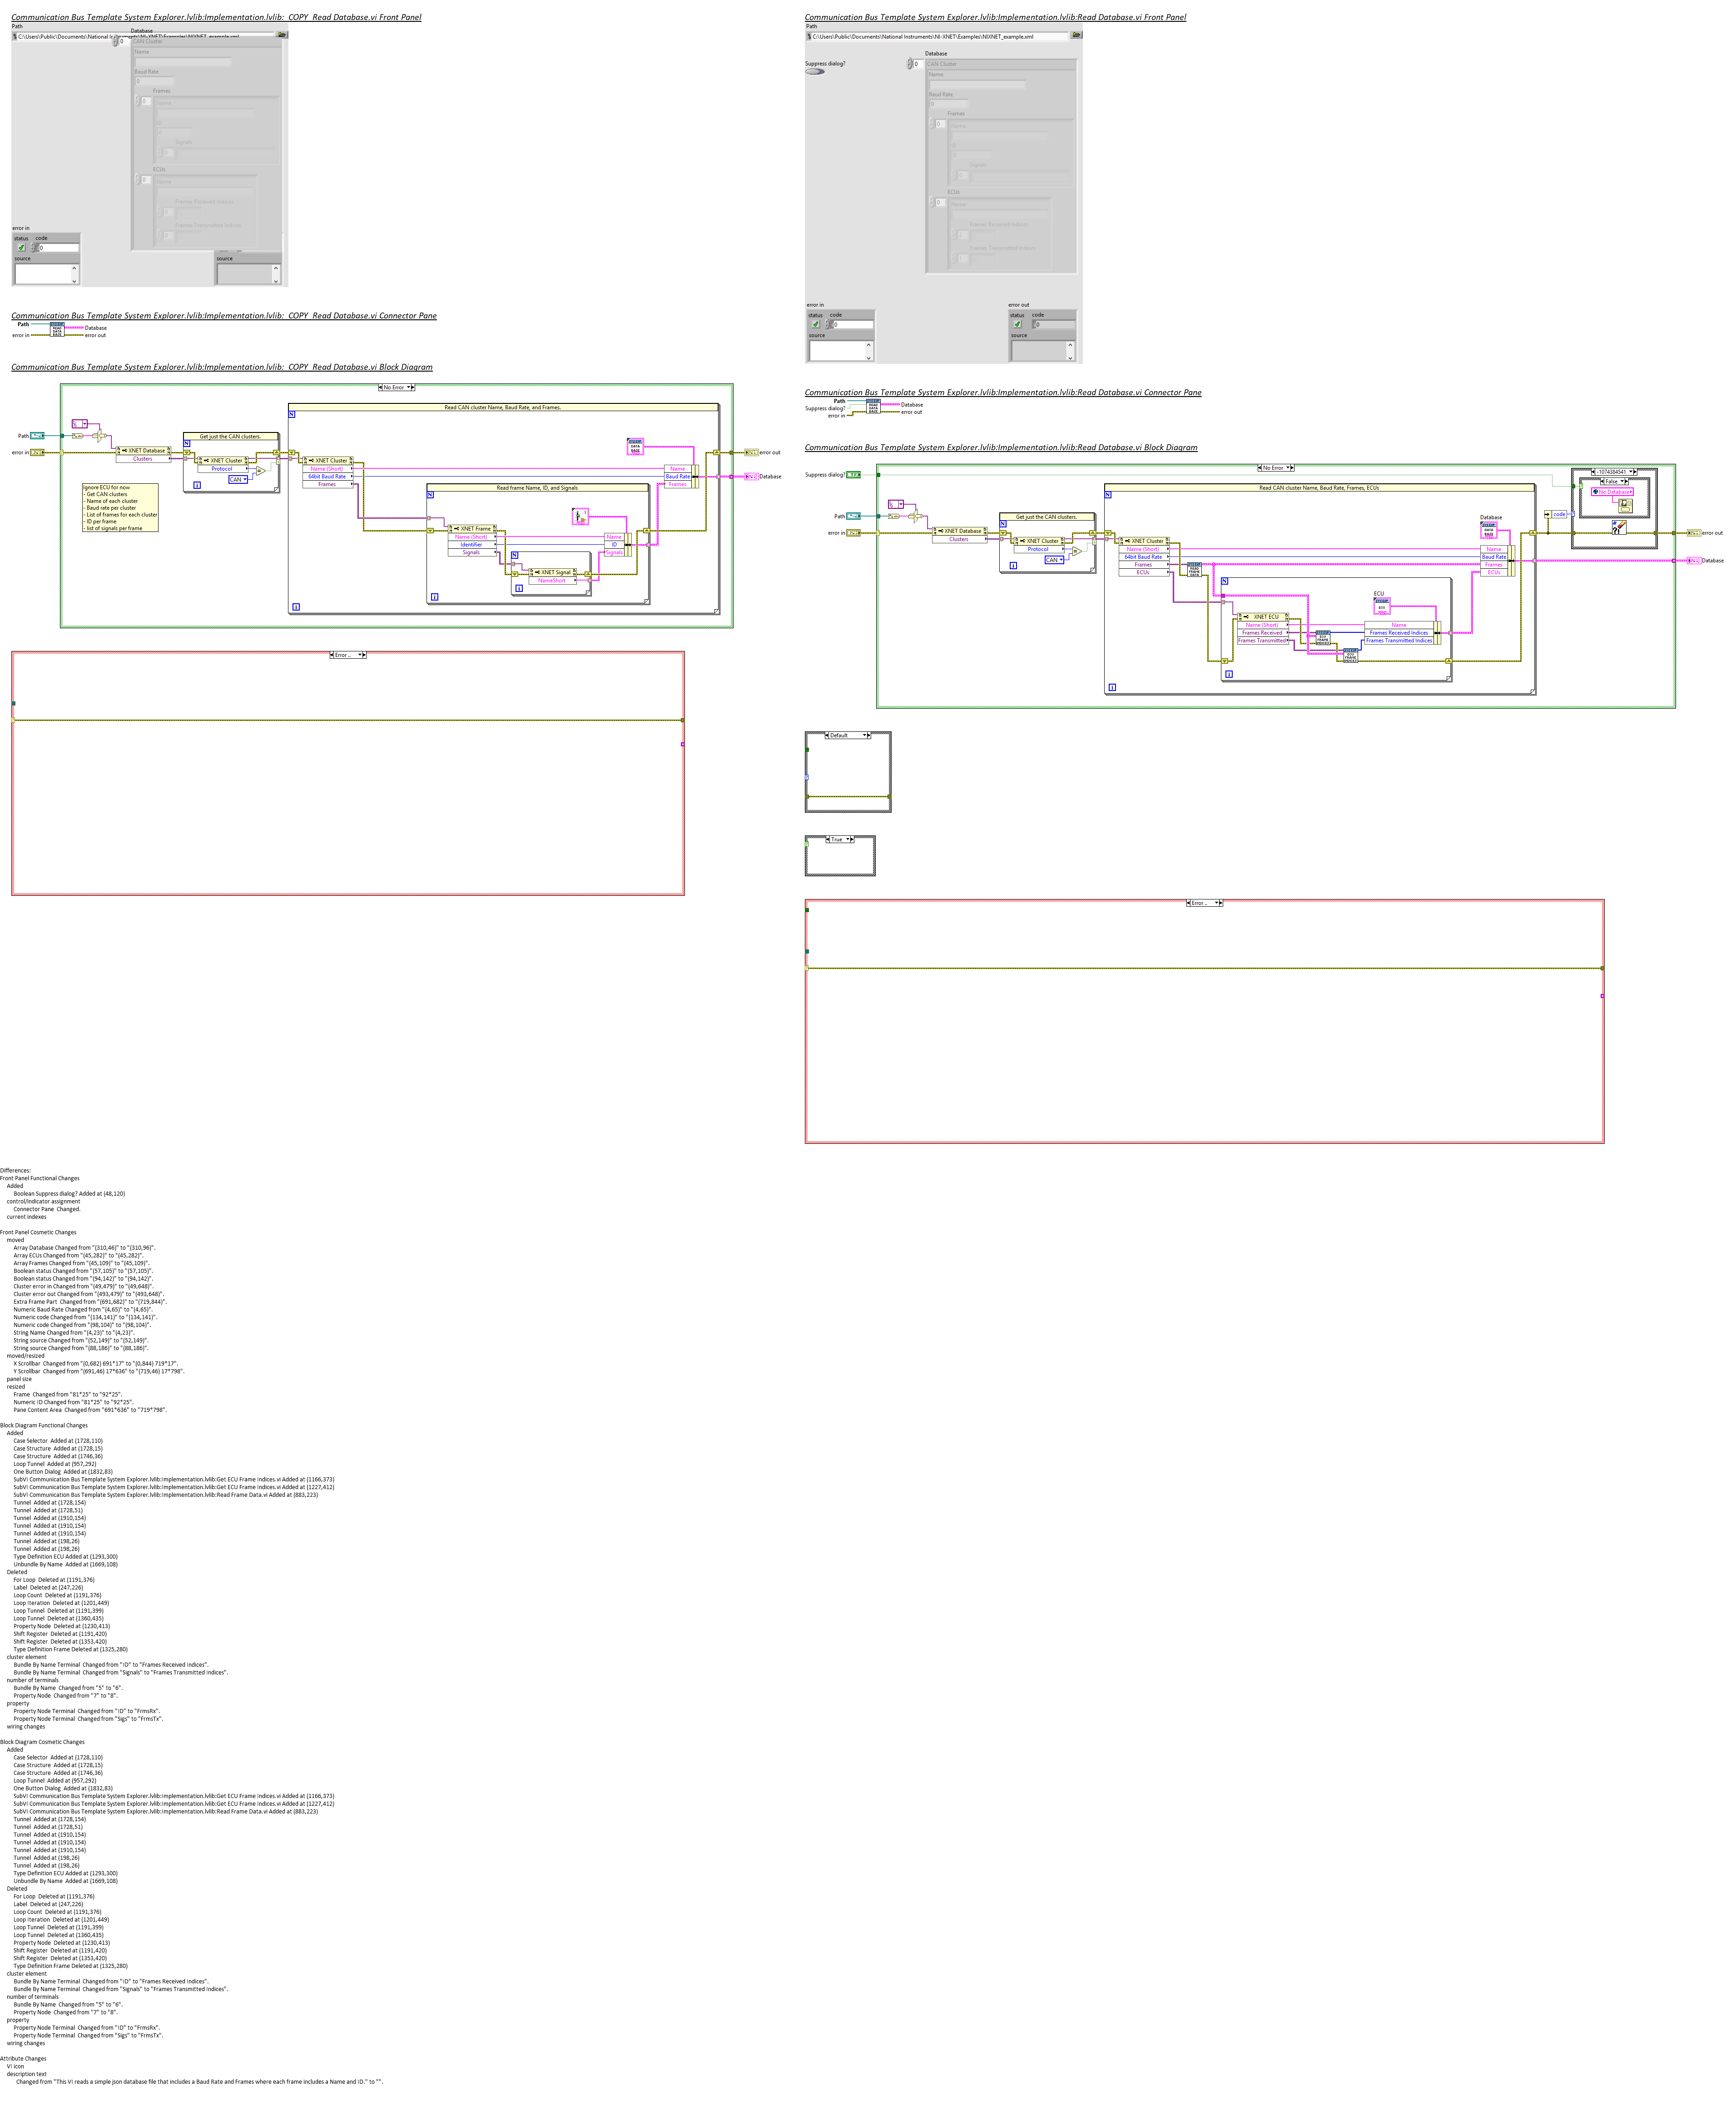 Communication Bus Template System Explorer.lvlib:Implementation.lvlib:_COPY_Read Database.vi Front Panel
Path
C:\Users\Public\Documents\National Instruments\NI-XNET\Examples\NIXNET_example.xml
Database
0
CAN Cluster
Name
Baud Rate
0
Frames
0
Name
ID
0
Signals
0
ECUs
0
Name
Frames Received Indices
0
Frames Transmitted Indices
0
error in
status code
0
source
source
Communication Bus Template System Explorer.lvlib:Implementation.lvlib:_COPY_Read Database.vi Connector Pane
Path
error in
Database
error out
Communication Bus Template System Explorer.lvlib:Implementation.lvlib:_COPY_Read Database.vi Block Diagram
No Error
Read CAN cluster Name, Baud Rate, and Frames.
Path
error in
XNET Database
Clusters
Get just the CAN clusters.
XNET Cluster
Protocol
CAN
XNET Cluster
Name (Short)
64bit Baud Rate
Frames
Name
Baud Rate
Frames
error out
Database
Ignore ECU for now
- Get CAN clusters
- Name of each cluster
- Baud rate per cluster
- List of frames for each cluster
- ID per frame
- list of signals per frame
Read frame Name, ID, and Signals
XNET Frame
Name (Short)
Identifier
Signals
Name
ID
Signals
XNET Signal
NameShort
Error
Communication Bus Template System Explorer.lvlib:Implementation.lvlib:Read Database.vi Front Panel
Path
C:\Users\Public\Documents\National Instruments\NI-XNET\Examples\NIXNET_example.xml
Suppress dialog?
Database
0
CAN Cluster
Name
Baud Rate
0
Frames
0
Name
ID
0
Signals
0
ECUs
0
Name
Frames Received Indices
0
Frames Transmitted Indices
0
error in
status code
0
source
error out
status code
0
source
Communication Bus Template System Explorer.lvlib:Implementation.lvlib:Read Database.vi Connector Pane
Path
Suppress dialog?
error in
Database
error out
Communication Bus Template System Explorer.lvlib:Implementation.lvlib:Read Database.vi Block Diagram
Suppress dialog?
No Error
Read CAN cluster Name, Baud Rate, Frames, ECUs
-1074384541
False
No Database
code
Path
error in
XNET Database
Clusters
Get just the CAN clusters.
XNET Cluster
Protocol
CAN
XNET Cluster
Name (Short)
64bit Baud Rate
Frames
ECUs
Database
Name
Baud Rate
Frames
ECUs
error out
Database
XNET ECU
Name (Short)
Frames Received
Frames Transmitted
ECU
Name
Frames Received Indices
Frames Transmitted Indices
Default
True
Error
Differences:
Front Panel Functional Changes
Added
Boolean Suppress dialog? Added at (48,120)
control/indicator assignment
Connector Pane  Changed.
current indexes
Front Panel Cosmetic Changes
moved
Array Database Changed from "(310,46)" to "(310,96)".
Array ECUs Changed from "(45,282)" to "(45,282)".
Array Frames Changed from "(45,109)" to "(45,109)".
Boolean status Changed from "(57,105)" to "(57,105)".
Boolean status Changed from "(94,142)" to "(94,142)".
Cluster error in Changed from "(49,479)" to "(49,648)".
Cluster error out Changed from "(493,479)" to "(493,648)".
Extra Frame Part  Changed from "(691,682)" to "(719,844)".
Numeric Baud Rate Changed from "(4,65)" to "(4,65)".
Numeric code Changed from "(134,141)" to "(134,141)".
Numeric code Changed from "(98,104)" to "(98,104)".
String Name Changed from "(4,23)" to "(4,23)".
String source Changed from "(52,149)" to "(52,149)".
String source Changed from "(88,186)" to "(88,186)".
moved/resized
X Scrollbar  Changed from "(0,682) 691*17" to "(0,844) 719*17".
Y Scrollbar  Changed from "(691,46) 17*636" to "(719,46) 17*798".
panel size
resized
Frame  Changed from "81*25" to "92*25".
Numeric ID Changed from "81*25" to "92*25".
Pane Content Area  Changed from "691*636" to "719*798".
Block Diagram Functional Changes
Added
Case Selector  Added at (1728,110)
Case Structure  Added at (1728,15)
Case Structure  Added at (1746,36)
Loop Tunnel  Added at (957,292)
One Button Dialog  Added at (1832,83)
SubVI Communication Bus Template System Explorer.lvlib:Implementation.lvlib:Get ECU Frame Indices.vi Added at (1166,373)
SubVI Communication Bus Template System Explorer.lvlib:Implementation.lvlib:Get ECU Frame Indices.vi Added at (1227,412)
SubVI Communication Bus Template System Explorer.lvlib:Implementation.lvlib:Read Frame Data.vi Added at (883,223)
Tunnel  Added at (1728,154)
Tunnel  Added at (1728,51)
Tunnel  Added at (1910,154)
Tunnel  Added at (1910,154)
Tunnel  Added at (1910,154)
Tunnel  Added at (198,26)
Tunnel  Added at (198,26)
Type Definition ECU Added at (1293,300)
Unbundle By Name  Added at (1669,108)
Deleted
For Loop  Deleted at (1191,376)
Label  Deleted at (247,226)
Loop Count  Deleted at (1191,376)
Loop Iteration  Deleted at (1201,449)
Loop Tunnel  Deleted at (1191,399)
Loop Tunnel  Deleted at (1360,435)
Property Node  Deleted at (1230,413)
Shift Register  Deleted at (1191,420)
Shift Register  Deleted at (1353,420)
Type Definition Frame Deleted at (1325,280)
cluster element
Bundle By Name Terminal  Changed from "ID" to "Frames Received Indices".
Bundle By Name Terminal  Changed from "Signals" to "Frames Transmitted Indices".
number of terminals
Bundle By Name  Changed from "5" to "6".
Property Node  Changed from "7" to "8".
property
Property Node Terminal  Changed from "ID" to "FrmsRx".
Property Node Terminal  Changed from "Sigs" to "FrmsTx".
wiring changes
Block Diagram Cosmetic Changes
Added
Case Selector  Added at (1728,110)
Case Structure  Added at (1728,15)
Case Structure  Added at (1746,36)
Loop Tunnel  Added at (957,292)
One Button Dialog  Added at (1832,83)
SubVI Communication Bus Template System Explorer.lvlib:Implementation.lvlib:Get ECU Frame Indices.vi Added at (1166,373)
SubVI Communication Bus Template System Explorer.lvlib:Implementation.lvlib:Get ECU Frame Indices.vi Added at (1227,412)
SubVI Communication Bus Template System Explorer.lvlib:Implementation.lvlib:Read Frame Data.vi Added at (883,223)
Tunnel  Added at (1728,154)
Tunnel  Added at (1728,51)
Tunnel  Added at (1910,154)
Tunnel  Added at (1910,154)
Tunnel  Added at (1910,154)
Tunnel  Added at (198,26)
Tunnel  Added at (198,26)
Type Definition ECU Added at (1293,300)
Unbundle By Name  Added at (1669,108)
Deleted
For Loop  Deleted at (1191,376)
Label  Deleted at (247,226)
Loop Count  Deleted at (1191,376)
Loop Iteration  Deleted at (1201,449)
Loop Tunnel  Deleted at (1191,399)
Loop Tunnel  Deleted at (1360,435)
Property Node  Deleted at (1230,413)
Shift Register  Deleted at (1191,420)
Shift Register  Deleted at (1353,420)
Type Definition Frame Deleted at (1325,280)
cluster element
Bundle By Name Terminal  Changed from "ID" to "Frames Received Indices".
Bundle By Name Terminal  Changed from "Signals" to "Frames Transmitted Indices".
number of terminals
Bundle By Name  Changed from "5" to "6".
Property Node  Changed from "7" to "8".
property
Property Node Terminal  Changed from "ID" to "FrmsRx".
Property Node Terminal  Changed from "Sigs" to "FrmsTx".
wiring changes
Attribute Changes
VI icon
description text
Changed from "This VI reads a simple json database file that includes a Baud Rate and Frames where each frame includes a Name and ID." to "".